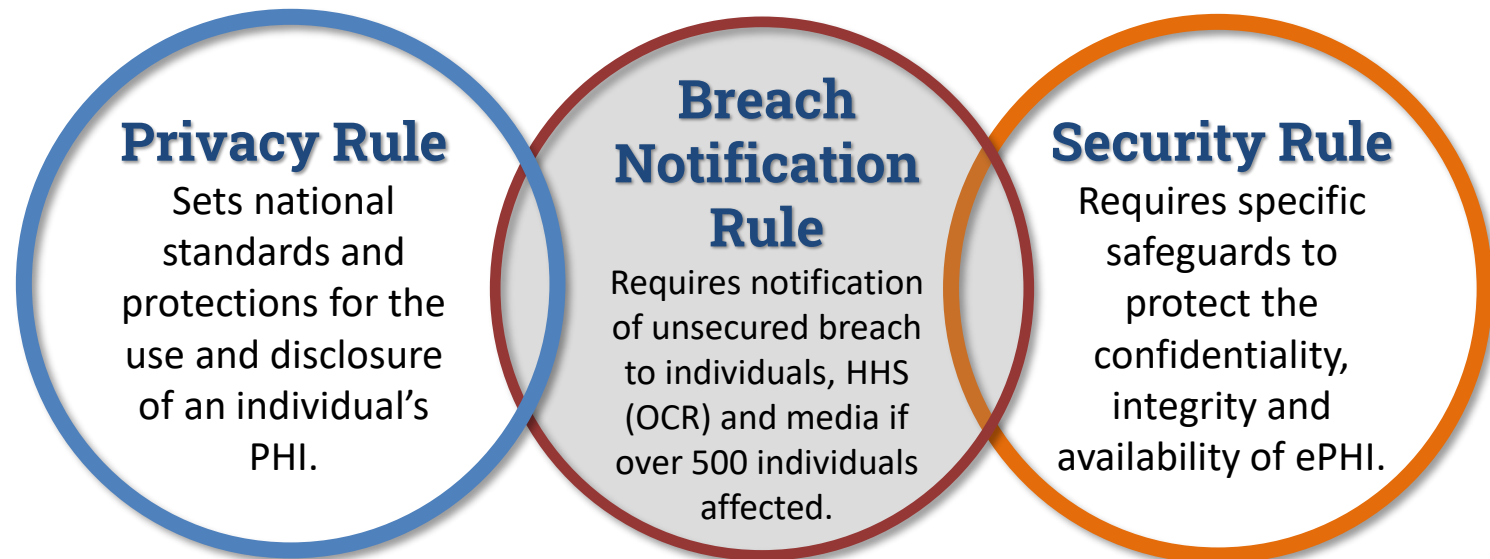 Privacy Rule
Sets national
standards and
protections for the
use and disclosure
of an individual’s
PHI.
Breach
Notification
Rule
Requires notification
of unsecured breach
to individuals, HHS
(OCR) and media if
over 500 individuals
affected.
Security Rule
Requires specific
safeguards to
protect the
confidentiality,
integrity and
availability of ePHI.